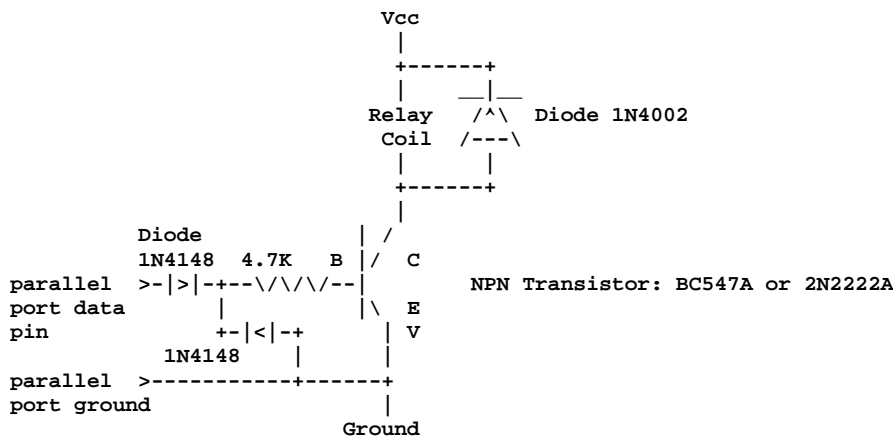 Vcc
Relay
Coil
Diode 1N4002
Diode
1N4148 4.7K B C
parallel
port data
pin
NPN Transistor: BC547A or 2N2222A
E
V
1N4148
parallel
port ground
Ground